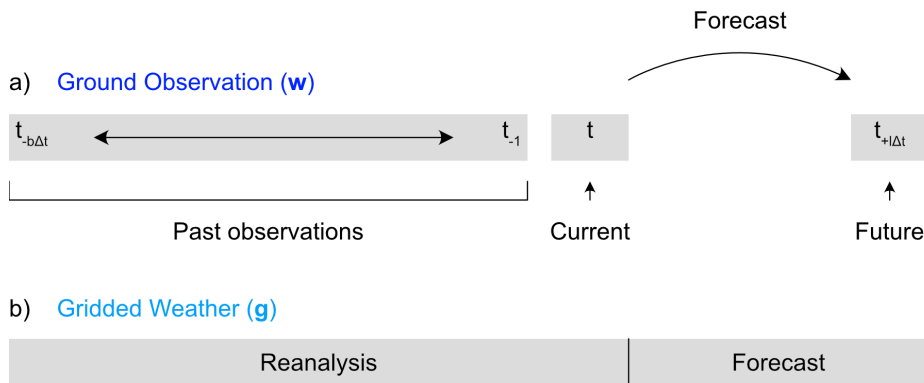 Forecast
a) Ground Observation (w)
t-bΔt t-1 t t+lΔt
Past observations Current Future
b) Gridded Weather (g)
Reanalysis Forecast